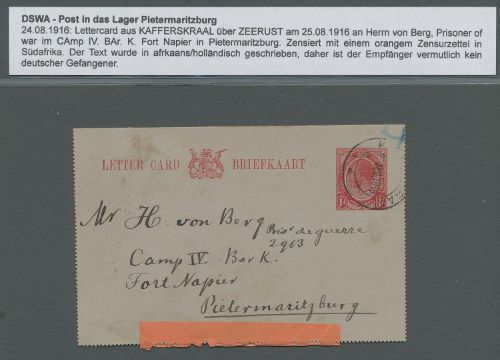 DSWA - Post in das Lager Pietermaritzburg
24.08.1916: Lettercard aus KAFFERSKRAAL über ZEERUST am 25.08.1916 an Herrn von Berg, Prisoner of
war im CAmp IV. BAr. K. Fort Napier in Pietermaritzburg. Zensiert mit einem orangem Zensurzettel in
Südafrika. Der Text wurde in afrikaans/holländisch geschrieben, daher ist der Empfänger vermutlich kein
deutscher Gefangener.
LETTER CARD BRIEFKAART
Mr H. von Berg
Priss de guerre
2913
Camp IV Bar K.
Fort Napier
Pietermaritzburg